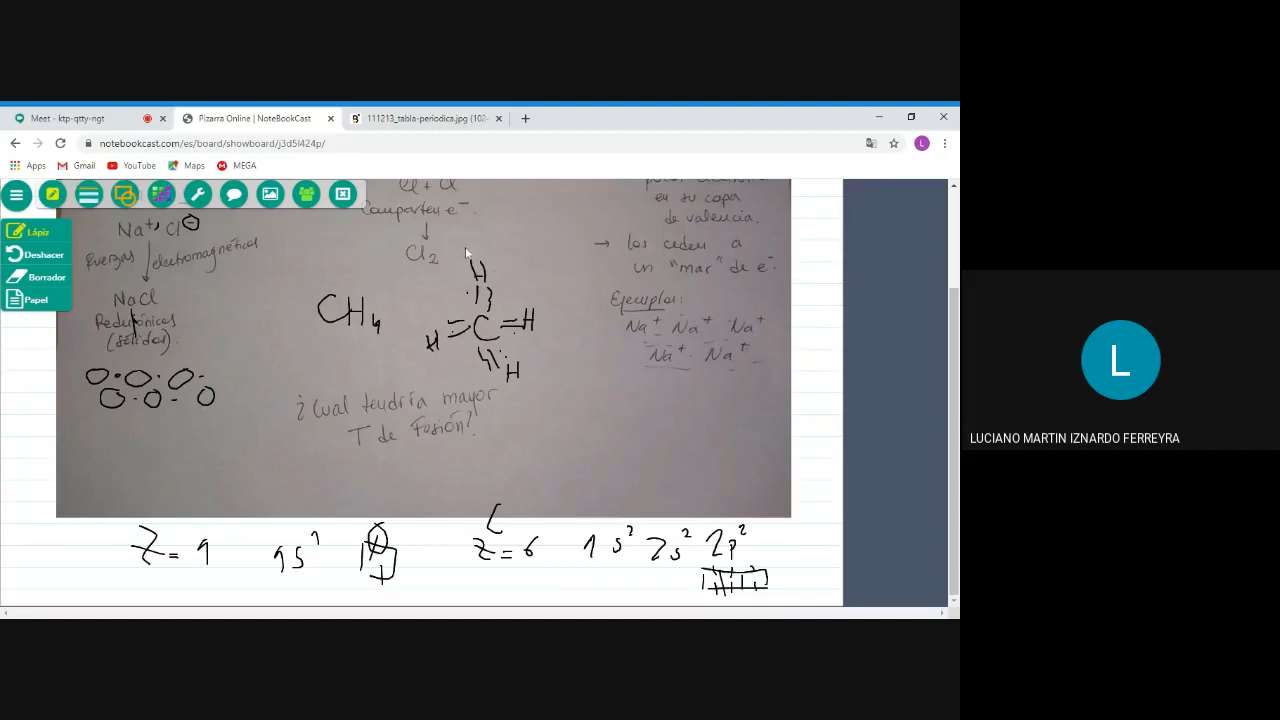 Meet - ktp-qtty-ngt
Pizarra Online | NoteBookCast
111213_tabla-periodica.jpg (102
notebookcast.com/es/board/showboard/j3d5l424p/
Apps
Gmail
YouTube
Maps
MEGA
Lápiz
Deshacer
Borrador
Papel
Na+, Cl-
Fuerzas electromagnéticas
NaCl
Redes iónicas
(sólidos).
Cl + Cl
Comparten e-.
↓
Cl2
CH4
H
H C H
H
¿Cual tendría mayor
T de Fusión?
en su capa
de valencia.
→ los ceden a
un "mar" de e-.
Ejemplo:
Na+ Na+ Na+
Na+ Na+
Z = 1
1s1
C
Z = 6
1s2 2s2 2p2
L
LUCIANO MARTIN IZNARDO FERREYRA